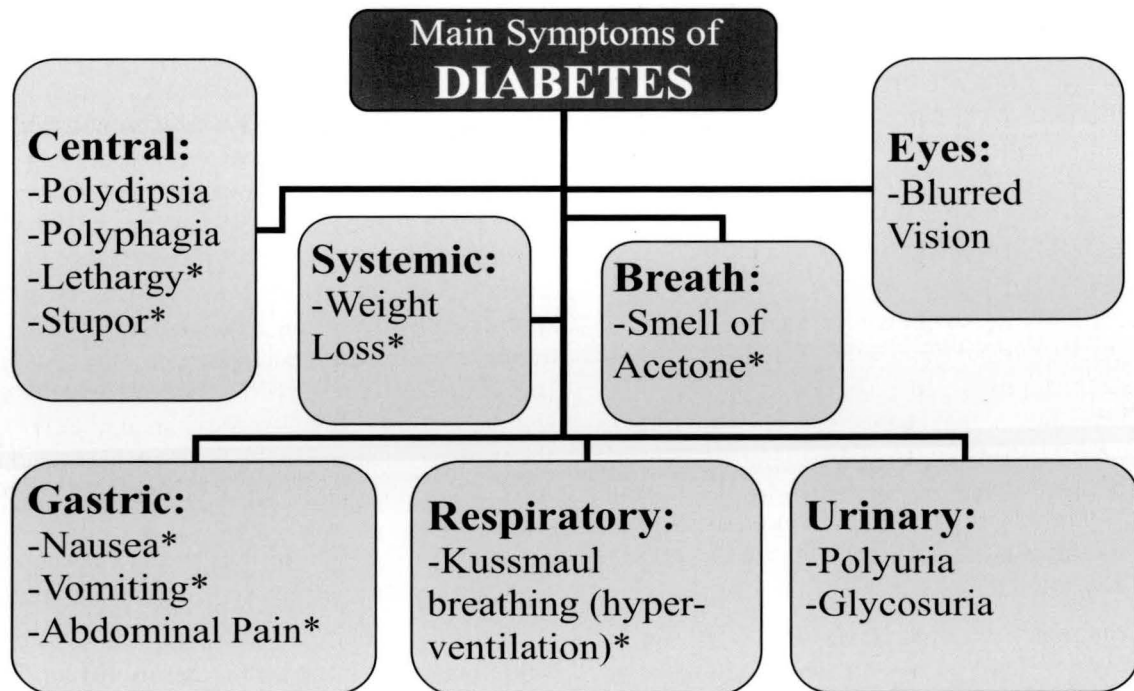 Main Symptoms of
DIABETES
Central:
-Polydipsia
-Polyphagia
-Lethargy*
-Stupor*
Systemic:
-Weight
Loss*
Breath:
-Smell of
Acetone*
Eyes:
-Blurred
Vision
Gastric:
-Nausea*
-Vomiting*
-Abdominal Pain*
Respiratory:
-Kussmaul
breathing (hyper-
ventilation)*
Urinary:
-Polyuria
-Glycosuria